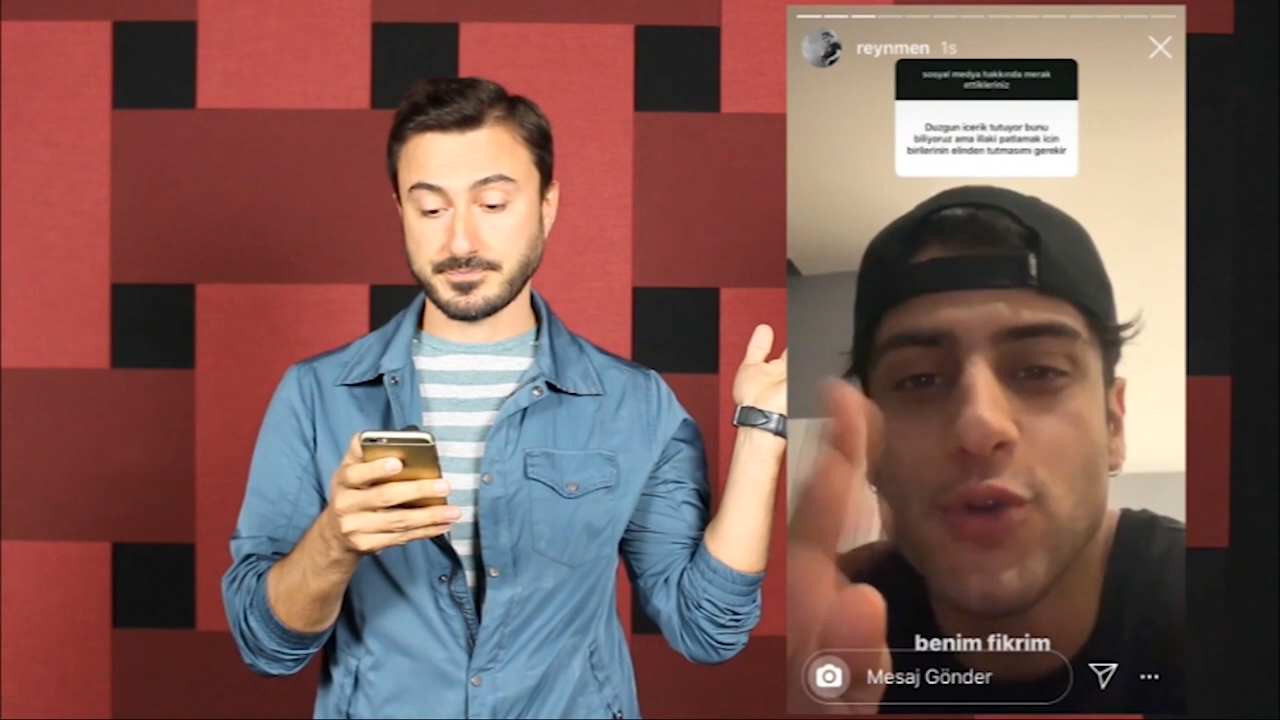 reynmen 1s
sosyal medya hakkında merak
ettikleriniz
Duzgun icerik tutuyor bunu
biliyoruz ama illaki patlamak icin
birilerinin elinden tutmasımı gerekir
benim fikrim
Mesaj Gönder